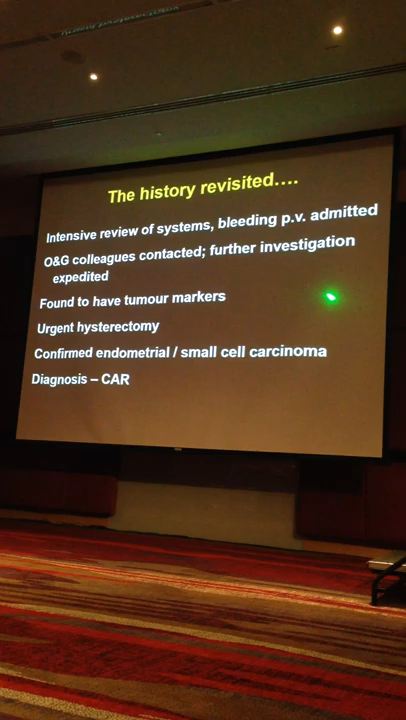 The history revisited....
Intensive review of systems, bleeding p.v. admitted
O&G colleagues contacted; further investigation
expedited
Found to have tumour markers
Urgent hysterectomy
Confirmed endometrial / small cell carcinoma
Diagnosis – CAR